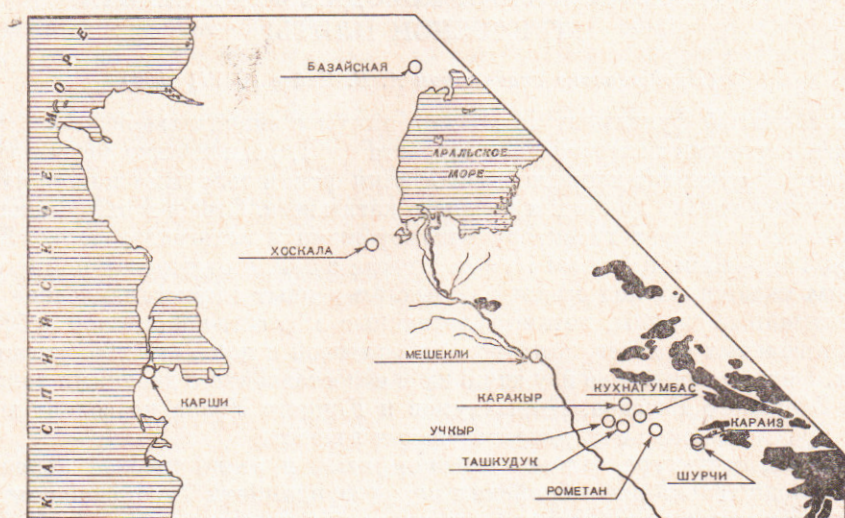 БАЗАЙСКАЯ
АРАЛЬСКОЕ
МОРЕ
ХОСКАЛА
КАСПИЙСКОЕ МОРЕ
МЕШЕКЛИ
КАРШИ
КУХНАГУМБАС
КАРАКЫР
УЧКЫР
КАРАИЗ
ТАШКУДУК
ШУРЧИ
РОМЕТАН